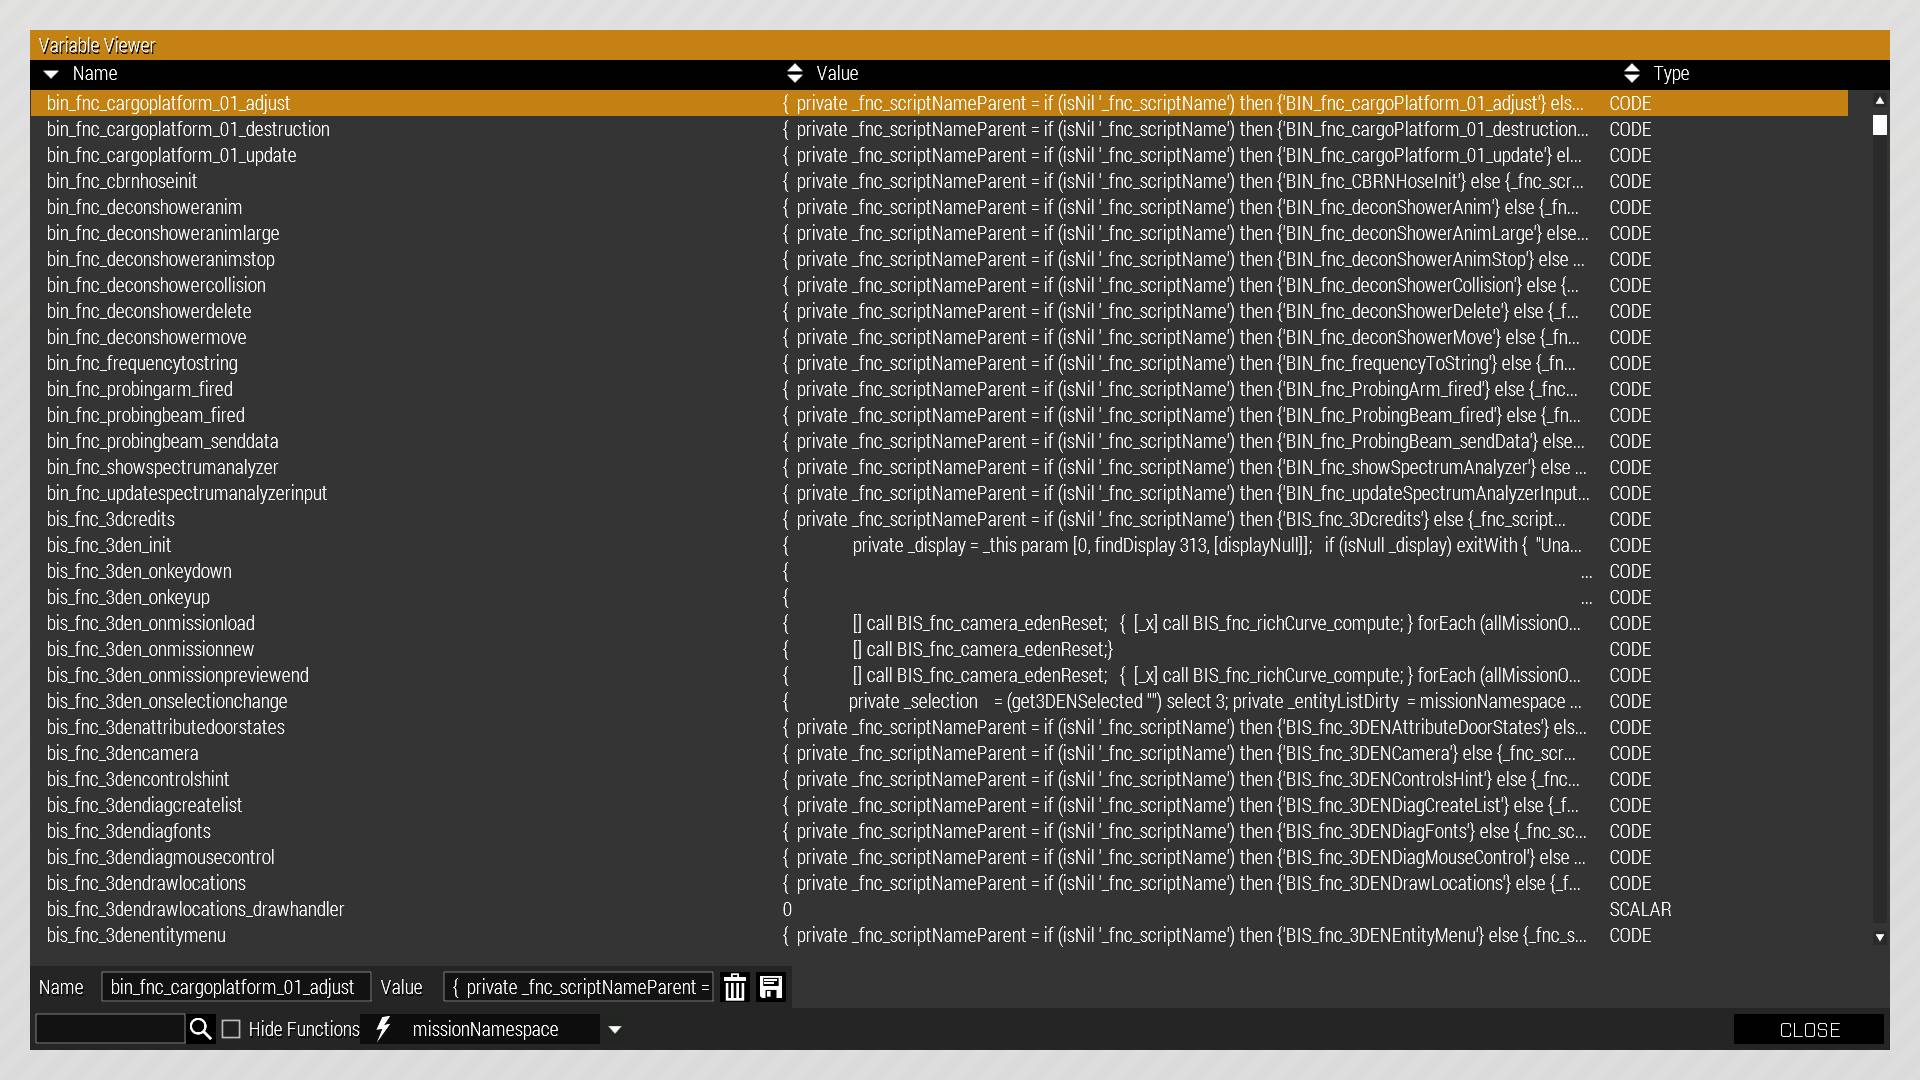 Variable Viewer
Name Value Type
bin_fnc_cargoplatform_01_adjust { private _fnc_scriptNameParent = if (isNil '_fnc_scriptName') then {'BIN_fnc_cargoPlatform_01_adjust'} els... CODE
bin_fnc_cargoplatform_01_destruction { private _fnc_scriptNameParent = if (isNil '_fnc_scriptName') then {'BIN_fnc_cargoPlatform_01_destruction... CODE
bin_fnc_cargoplatform_01_update { private _fnc_scriptNameParent = if (isNil '_fnc_scriptName') then {'BIN_fnc_cargoPlatform_01_update'} el... CODE
bin_fnc_cbrnhoseinit { private _fnc_scriptNameParent = if (isNil '_fnc_scriptName') then {'BIN_fnc_CBRNHoseInit'} else {_fnc_scr... CODE
bin_fnc_deconshoweranim { private _fnc_scriptNameParent = if (isNil '_fnc_scriptName') then {'BIN_fnc_deconShowerAnim'} else {_fn... CODE
bin_fnc_deconshoweranimlarge { private _fnc_scriptNameParent = if (isNil '_fnc_scriptName') then {'BIN_fnc_deconShowerAnimLarge'} else... CODE
bin_fnc_deconshoweranimstop { private _fnc_scriptNameParent = if (isNil '_fnc_scriptName') then {'BIN_fnc_deconShowerAnimStop'} else ... CODE
bin_fnc_deconshowercollision { private _fnc_scriptNameParent = if (isNil '_fnc_scriptName') then {'BIN_fnc_deconShowerCollision'} else {... CODE
bin_fnc_deconshowerdelete { private _fnc_scriptNameParent = if (isNil '_fnc_scriptName') then {'BIN_fnc_deconShowerDelete'} else {_f... CODE
bin_fnc_deconshowermove { private _fnc_scriptNameParent = if (isNil '_fnc_scriptName') then {'BIN_fnc_deconShowerMove'} else {_fn... CODE
bin_fnc_frequencytostring { private _fnc_scriptNameParent = if (isNil '_fnc_scriptName') then {'BIN_fnc_frequencyToString'} else {_fn... CODE
bin_fnc_probingarm_fired { private _fnc_scriptNameParent = if (isNil '_fnc_scriptName') then {'BIN_fnc_ProbingArm_fired'} else {_fnc... CODE
bin_fnc_probingbeam_fired { private _fnc_scriptNameParent = if (isNil '_fnc_scriptName') then {'BIN_fnc_ProbingBeam_fired'} else {_fn... CODE
bin_fnc_probingbeam_senddata { private _fnc_scriptNameParent = if (isNil '_fnc_scriptName') then {'BIN_fnc_ProbingBeam_sendData'} else... CODE
bin_fnc_showspectrumanalyzer { private _fnc_scriptNameParent = if (isNil '_fnc_scriptName') then {'BIN_fnc_showSpectrumAnalyzer'} else ... CODE
bin_fnc_updatespectrumanalyzerinput { private _fnc_scriptNameParent = if (isNil '_fnc_scriptName') then {'BIN_fnc_updateSpectrumAnalyzerInput... CODE
bis_fnc_3dcredits { private _fnc_scriptNameParent = if (isNil '_fnc_scriptName') then {'BIS_fnc_3Dcredits'} else {_fnc_script... CODE
bis_fnc_3den_init { private _display = _this param [0, findDisplay 313, [displayNull]]; if (isNull _display) exitWith { "Una... CODE
bis_fnc_3den_onkeydown { ... CODE
bis_fnc_3den_onkeyup { ... CODE
bis_fnc_3den_onmissionload { [] call BIS_fnc_camera_edenReset; { [_x] call BIS_fnc_richCurve_compute; } forEach (allMissionO... CODE
bis_fnc_3den_onmissionnew { [] call BIS_fnc_camera_edenReset;} CODE
bis_fnc_3den_onmissionpreviewend { [] call BIS_fnc_camera_edenReset; { [_x] call BIS_fnc_richCurve_compute; } forEach (allMissionO... CODE
bis_fnc_3den_onselectionchange { private _selection = (get3DENSelected "") select 3; private _entityListDirty = missionNamespace ... CODE
bis_fnc_3denattributedoorstates { private _fnc_scriptNameParent = if (isNil '_fnc_scriptName') then {'BIS_fnc_3DENAttributeDoorStates'} els... CODE
bis_fnc_3dencamera { private _fnc_scriptNameParent = if (isNil '_fnc_scriptName') then {'BIS_fnc_3DENCamera'} else {_fnc_scr... CODE
bis_fnc_3dencontrolshint { private _fnc_scriptNameParent = if (isNil '_fnc_scriptName') then {'BIS_fnc_3DENControlsHint'} else {_fnc... CODE
bis_fnc_3dendiagcreatelist { private _fnc_scriptNameParent = if (isNil '_fnc_scriptName') then {'BIS_fnc_3DENDiagCreateList'} else {_f... CODE
bis_fnc_3dendiagfonts { private _fnc_scriptNameParent = if (isNil '_fnc_scriptName') then {'BIS_fnc_3DENDiagFonts'} else {_fnc_sc... CODE
bis_fnc_3dendiagmousecontrol { private _fnc_scriptNameParent = if (isNil '_fnc_scriptName') then {'BIS_fnc_3DENDiagMouseControl'} else ... CODE
bis_fnc_3dendrawlocations { private _fnc_scriptNameParent = if (isNil '_fnc_scriptName') then {'BIS_fnc_3DENDrawLocations'} else {_f... CODE
bis_fnc_3dendrawlocations_drawhandler 0 SCALAR
bis_fnc_3denentitymenu { private _fnc_scriptNameParent = if (isNil '_fnc_scriptName') then {'BIS_fnc_3DENEntityMenu'} else {_fnc_s... CODE
Name bin_fnc_cargoplatform_01_adjust Value { private _fnc_scriptNameParent =
Hide Functions missionNamespace CLOSE